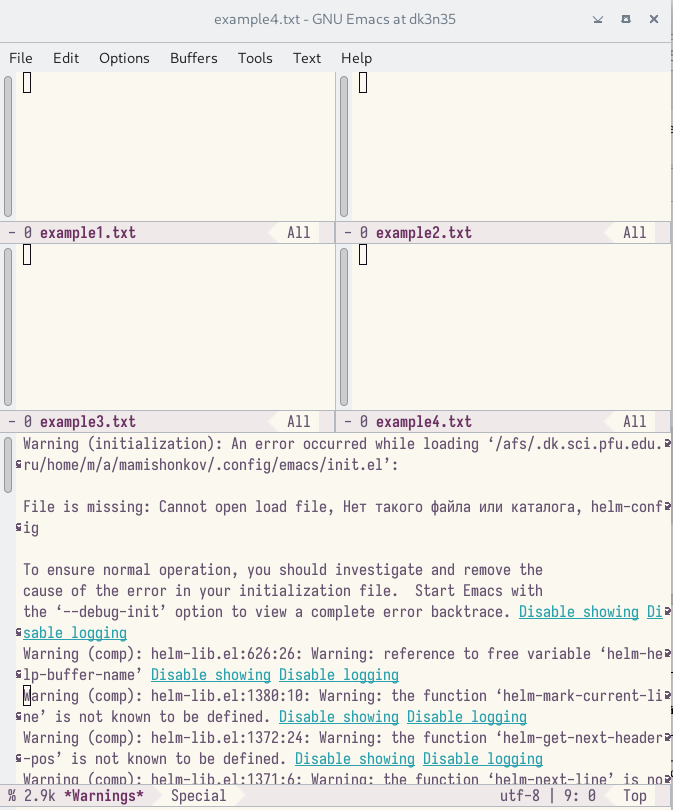 example4.txt - GNU Emacs at dk3n35
File Edit Options Buffers Tools Text Help
- 0 example1.txt All
- 0 example2.txt All
- 0 example3.txt All
- 0 example4.txt All
Warning (initialization): An error occurred while loading ‘/afs/.dk.sci.pfu.edu.
ru/home/m/a/mamishonkov/.config/emacs/init.el’:
File is missing: Cannot open load file, Нет такого файла или каталога, helm-conf
ig
To ensure normal operation, you should investigate and remove the
cause of the error in your initialization file.  Start Emacs with
the ‘--debug-init’ option to view a complete error backtrace. Disable showing Di
sable logging
Warning (comp): helm-lib.el:626:26: Warning: reference to free variable ‘helm-he
lp-buffer-name’ Disable showing Disable logging
Warning (comp): helm-lib.el:1380:10: Warning: the function ‘helm-mark-current-li
ne’ is not known to be defined. Disable showing Disable logging
Warning (comp): helm-lib.el:1372:24: Warning: the function ‘helm-get-next-header
-pos’ is not known to be defined. Disable showing Disable logging
Warning (comp): helm-lib.el:1371:6: Warning: the function ‘helm-next-line’ is no
% 2.9k *Warnings* Special utf-8 | 9: 0 Top